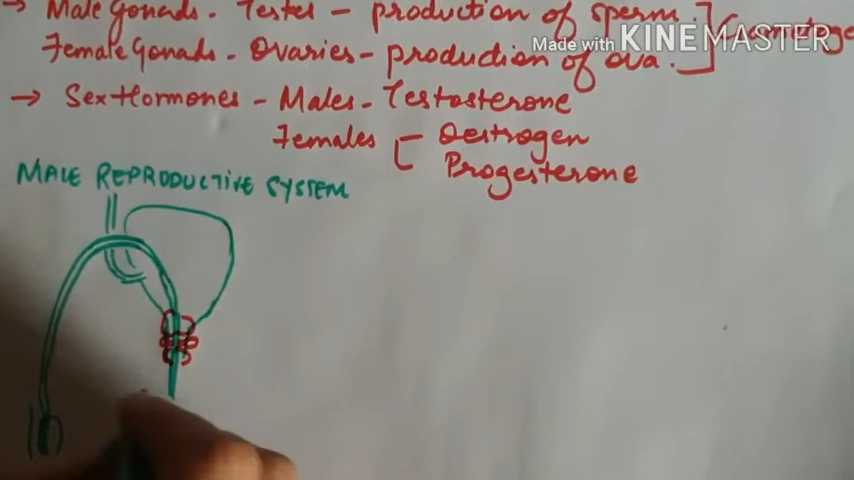 → Male Gonads - Testes - production of sperm.
Female Gonads - Ovaries - production of ova.
Made with KINEMASTER
→ Sex Hormones - Males - Testosterone
Females - Oestrogen
Progesterone
MALE REPRODUCTIVE SYSTEM